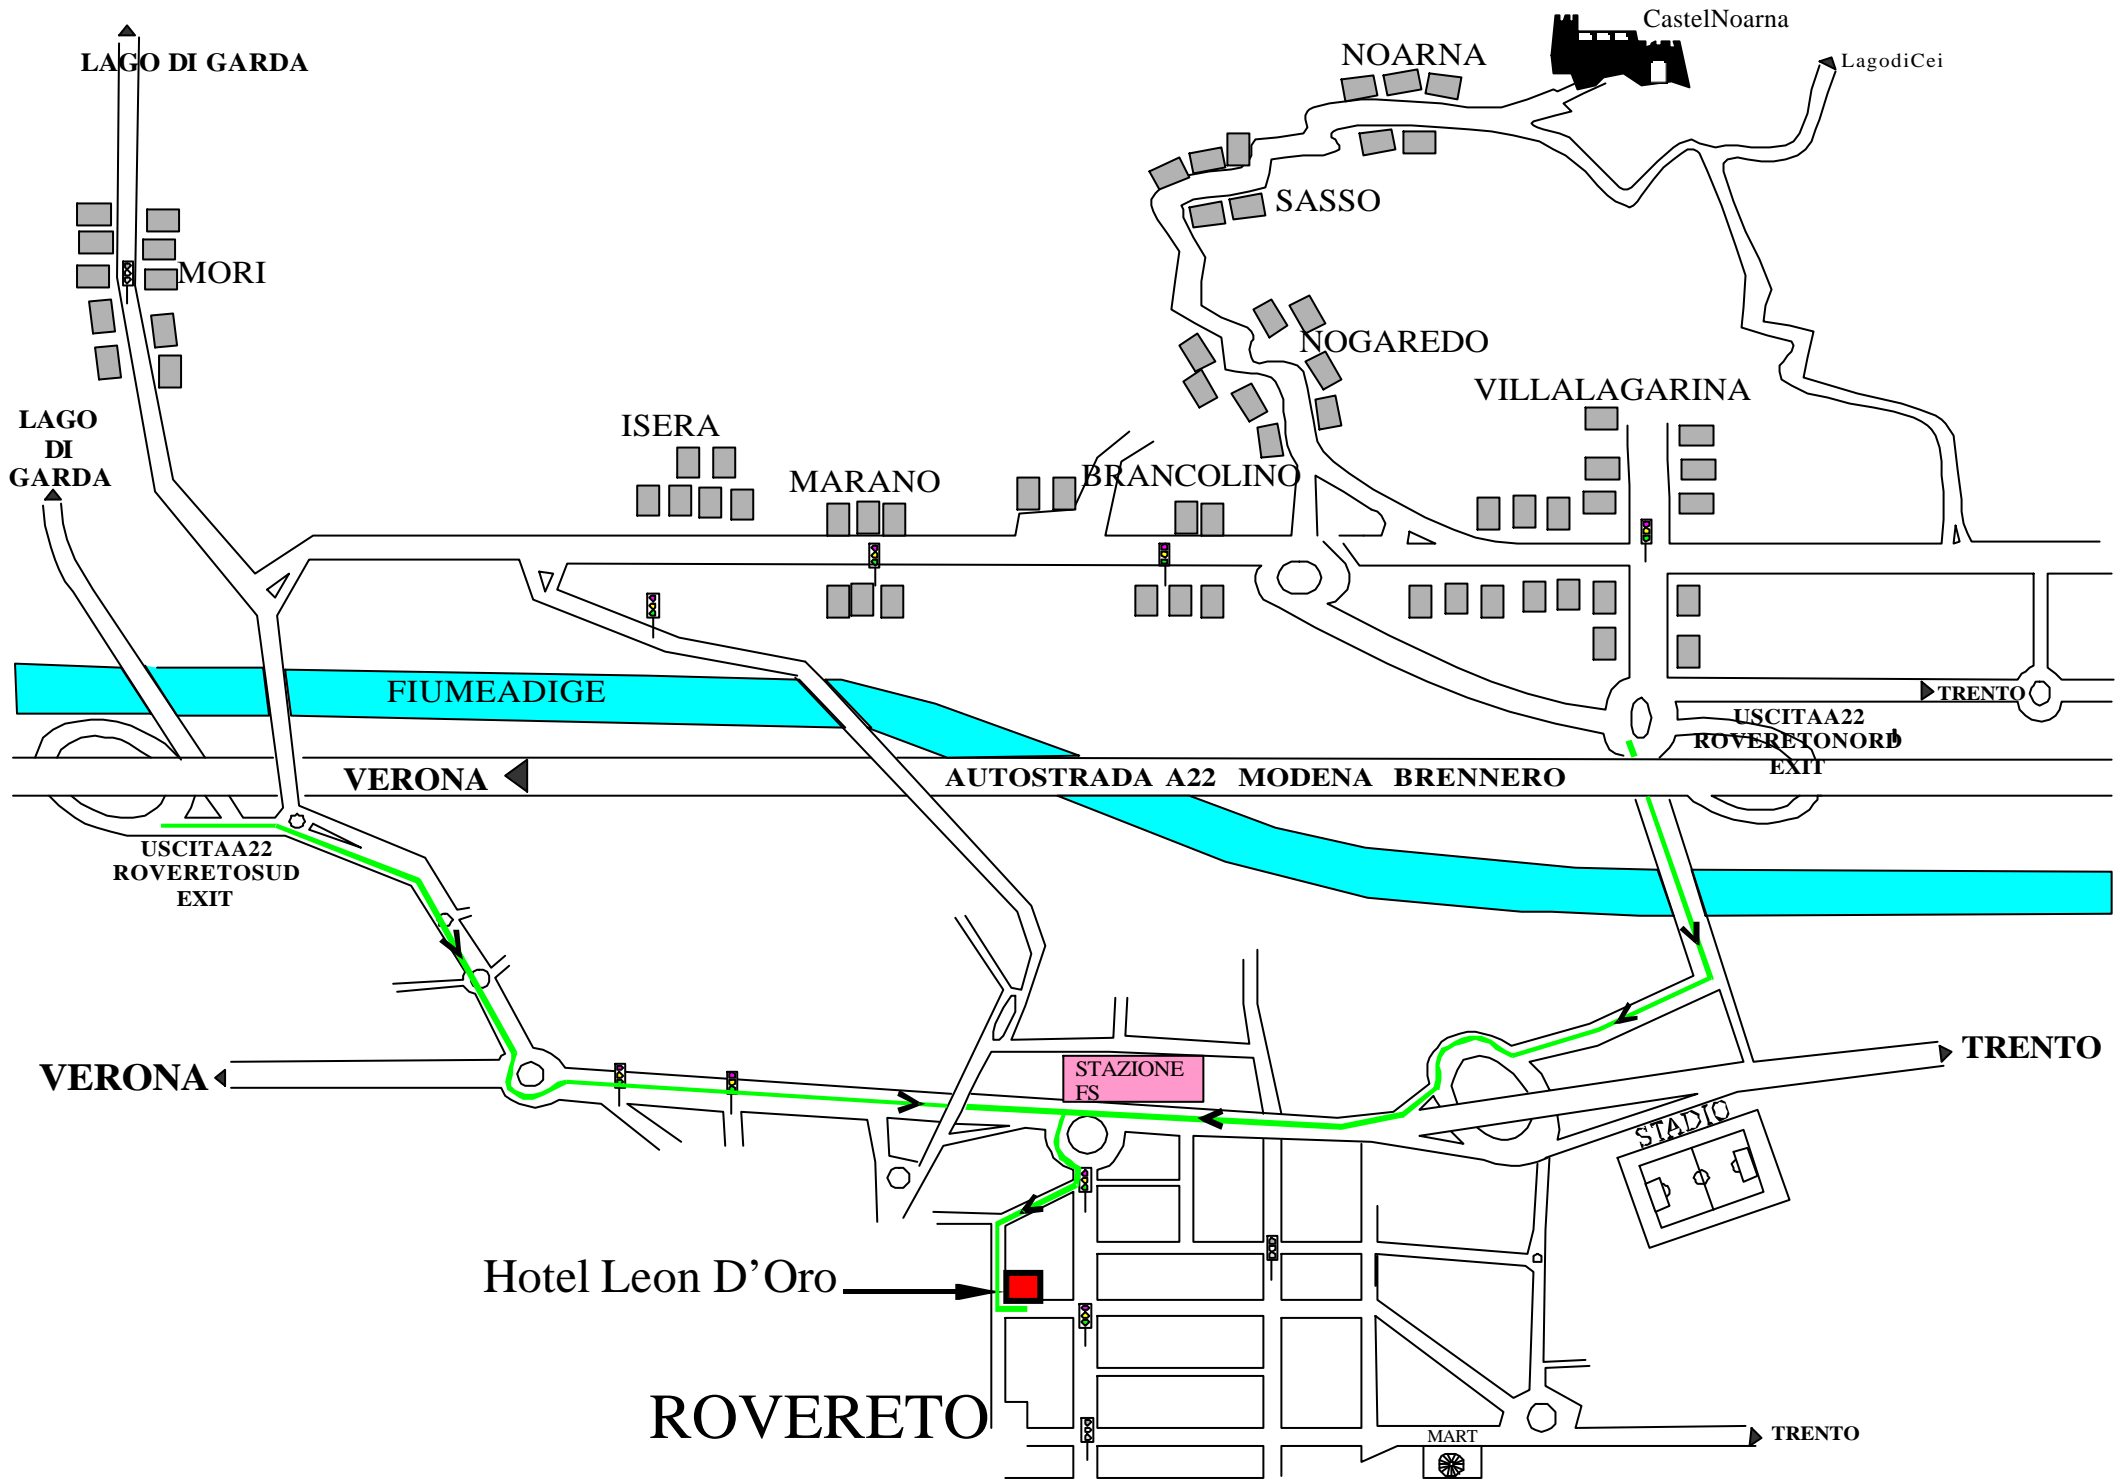 CastelNoarna
NOARNA
LagodiCei
LAGO DI GARDA
SASSO
MORI
NOGAREDO
VILLALAGARINA
LAGO
DI
GARDA
ISERA
MARANO
BRANCOLINO
FIUMEADIGE
TRENTO
USCITAA22
ROVERETONORD
EXIT
VERONA
AUTOSTRADA A22 MODENA BRENNERO
USCITAA22
ROVERETOSUD
EXIT
VERONA
STAZIONE
FS
TRENTO
STADIO
Hotel Leon D'Oro
ROVERETO
MART
TRENTO